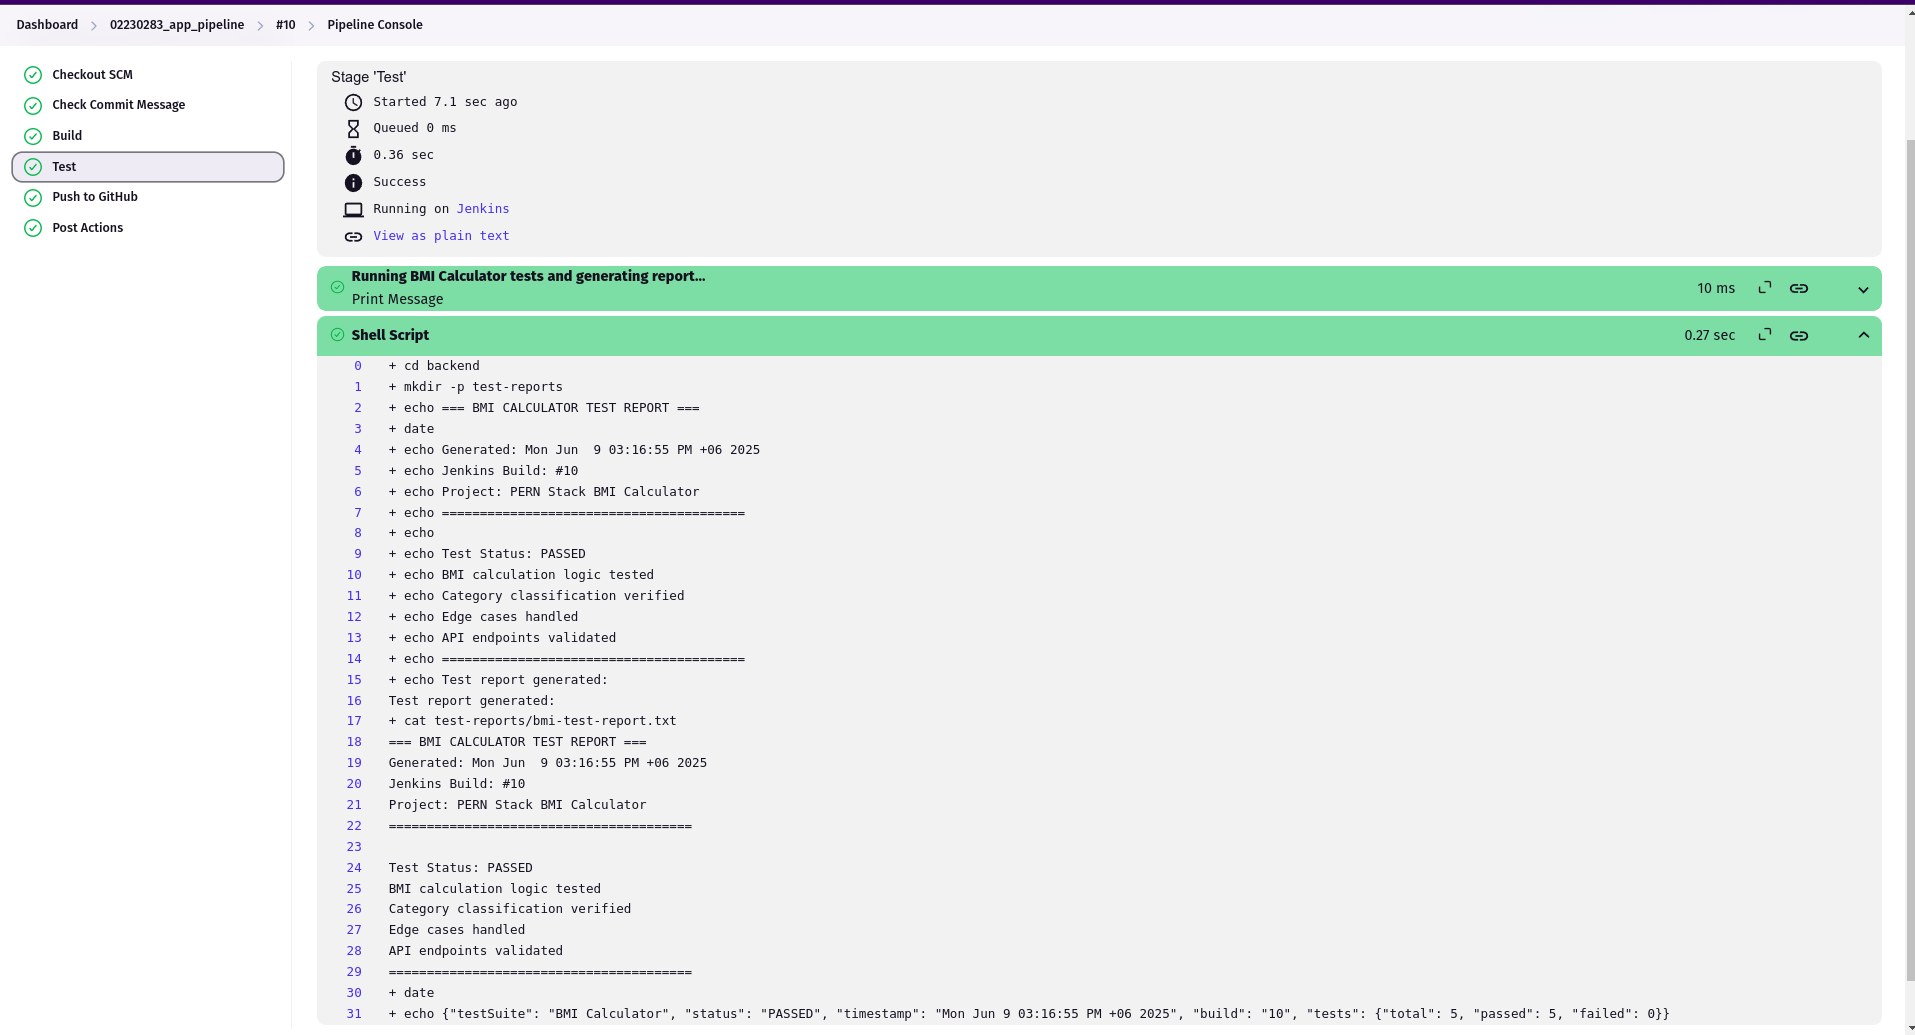 Dashboard > 02230283_app_pipeline > #10 > Pipeline Console
Checkout SCM
Check Commit Message
Build
Test
Push to GitHub
Post Actions
Stage 'Test'
Started 7.1 sec ago
Queued 0 ms
0.36 sec
Success
Running on Jenkins
View as plain text
Running BMI Calculator tests and generating report...
Print Message
10 ms
Shell Script
0.27 sec
0 + cd backend
1 + mkdir -p test-reports
2 + echo === BMI CALCULATOR TEST REPORT ===
3 + date
4 + echo Generated: Mon Jun  9 03:16:55 PM +06 2025
5 + echo Jenkins Build: #10
6 + echo Project: PERN Stack BMI Calculator
7 + echo ========================================
8 + echo
9 + echo Test Status: PASSED
10 + echo BMI calculation logic tested
11 + echo Category classification verified
12 + echo Edge cases handled
13 + echo API endpoints validated
14 + echo ========================================
15 + echo Test report generated:
16 Test report generated:
17 + cat test-reports/bmi-test-report.txt
18 === BMI CALCULATOR TEST REPORT ===
19 Generated: Mon Jun  9 03:16:55 PM +06 2025
20 Jenkins Build: #10
21 Project: PERN Stack BMI Calculator
22 ========================================
23
24 Test Status: PASSED
25 BMI calculation logic tested
26 Category classification verified
27 Edge cases handled
28 API endpoints validated
29 ========================================
30 + date
31 + echo {"testSuite": "BMI Calculator", "status": "PASSED", "timestamp": "Mon Jun 9 03:16:55 PM +06 2025", "build": "10", "tests": {"total": 5, "passed": 5, "failed": 0}}